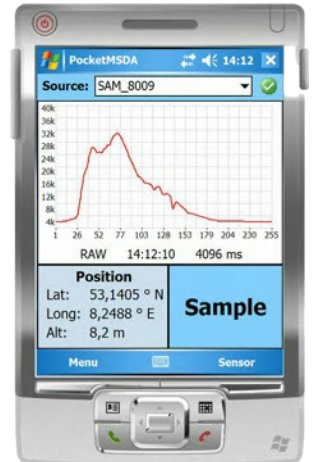 PocketMSDA 14:12
Source: SAM_8009
40k
36k
32k
28k
24k
20k
16k
12k
8k
4k
1 26 52 77 103 128 153 179 204 230 255
RAW 14:12:10 4096 ms
Position
Lat: 53,1405 ° N
Long: 8,2488 ° E
Alt: 8,2 m
Sample
Menu Sensor